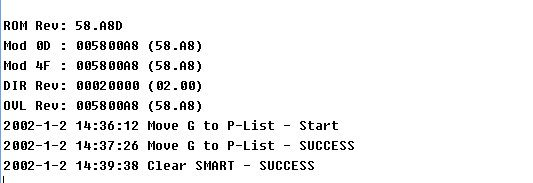 ROM Rev: 58.A8D
Mod 0D : 005800A8 (58.A8)
Mod 4F : 005800A8 (58.A8)
DIR Rev: 00020000 (02.00)
OVL Rev: 005800A8 (58.A8)
2002-1-2 14:36:12 Move G to P-List - Start
2002-1-2 14:37:26 Move G to P-List - SUCCESS
2002-1-2 14:39:38 Clear SMART - SUCCESS